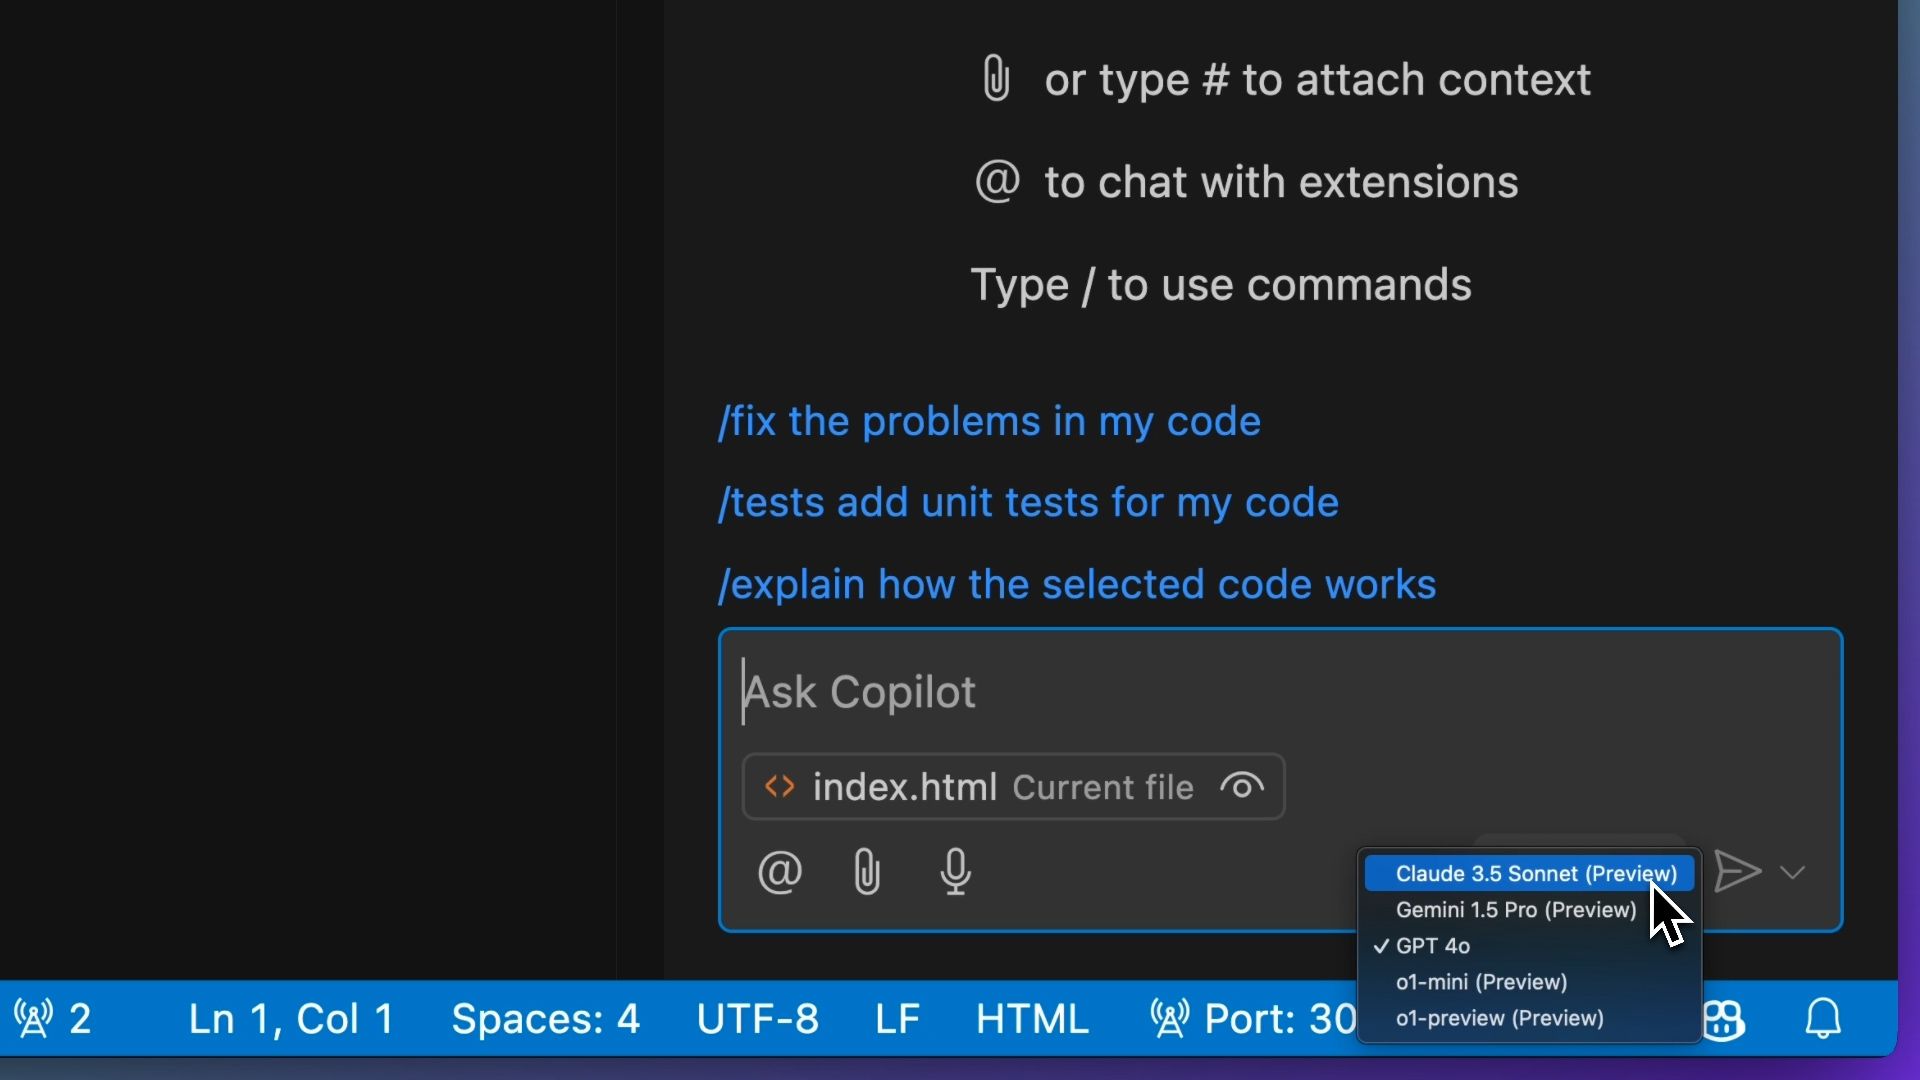 or type # to attach context
@ to chat with extensions
Type / to use commands
/fix the problems in my code
/tests add unit tests for my code
/explain how the selected code works
Ask Copilot
<> index.html Current file
@
Claude 3.5 Sonnet (Preview)
Gemini 1.5 Pro (Preview)
✓ GPT 4o
o1-mini (Preview)
o1-preview (Preview)
2 Ln 1, Col 1 Spaces: 4 UTF-8 LF HTML Port: 30